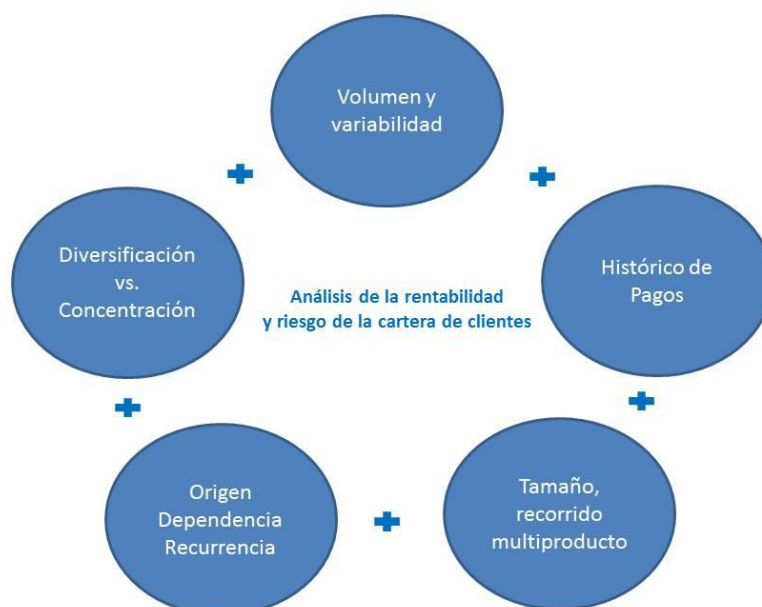 Volumen y
variabilidad
Diversificación
vs.
Concentración
Histórico de
Pagos
Análisis de la rentabilidad
y riesgo de la cartera de clientes
Origen
Dependencia
Recurrencia
Tamaño,
recorrido
multiproducto